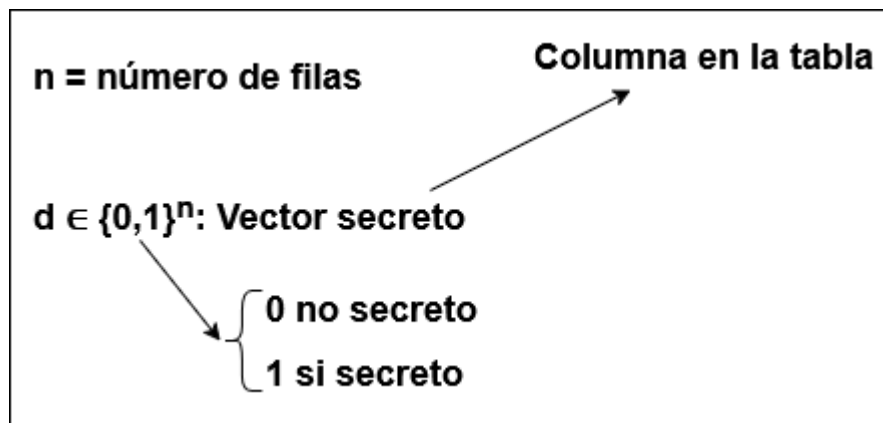 Columna en la tabla
n = número de filas
d ∈ {0,1}ⁿ: Vector secreto
0 no secreto
1 si secreto